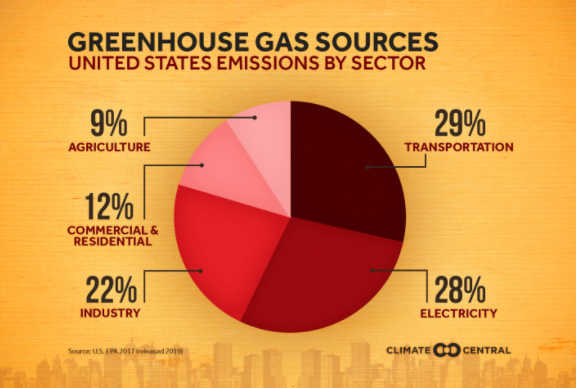 GREENHOUSE GAS SOURCES
UNITED STATES EMISSIONS BY SECTOR
9%
AGRICULTURE
29%
TRANSPORTATION
12%
COMMERCIAL &
RESIDENTIAL
22%
INDUSTRY
28%
ELECTRICITY
Source: U.S. EPA 2017 (released 2019)
CLIMATE CENTRAL